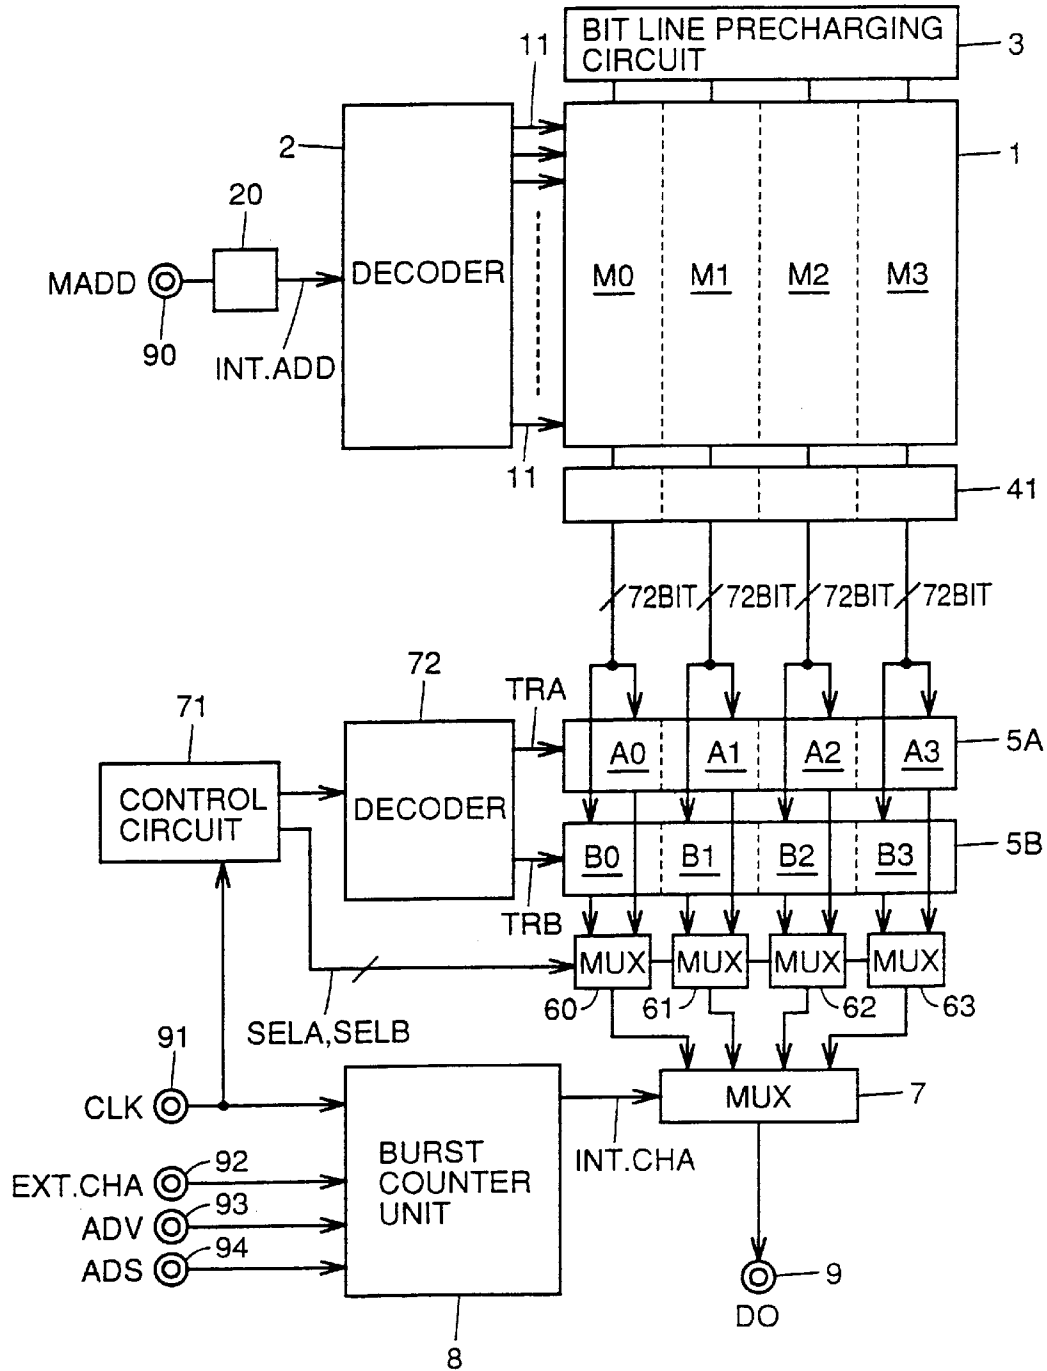 BIT LINE PRECHARGING
CIRCUIT
3
11
2
1
20
DECODER
M0 M1 M2 M3
MADD
90
INT.ADD
11
41
72BIT 72BIT 72BIT 72BIT
72
TRA
71
A0 A1 A2 A3
5A
CONTROL
CIRCUIT
DECODER
B0 B1 B2 B3
5B
TRB
MUX MUX MUX MUX
60 61 62 63
SELA,SELB
91
CLK
MUX
7
BURST
COUNTER
UNIT
INT.CHA
92
EXT.CHA
93
ADV
94
ADS
9
DO
8